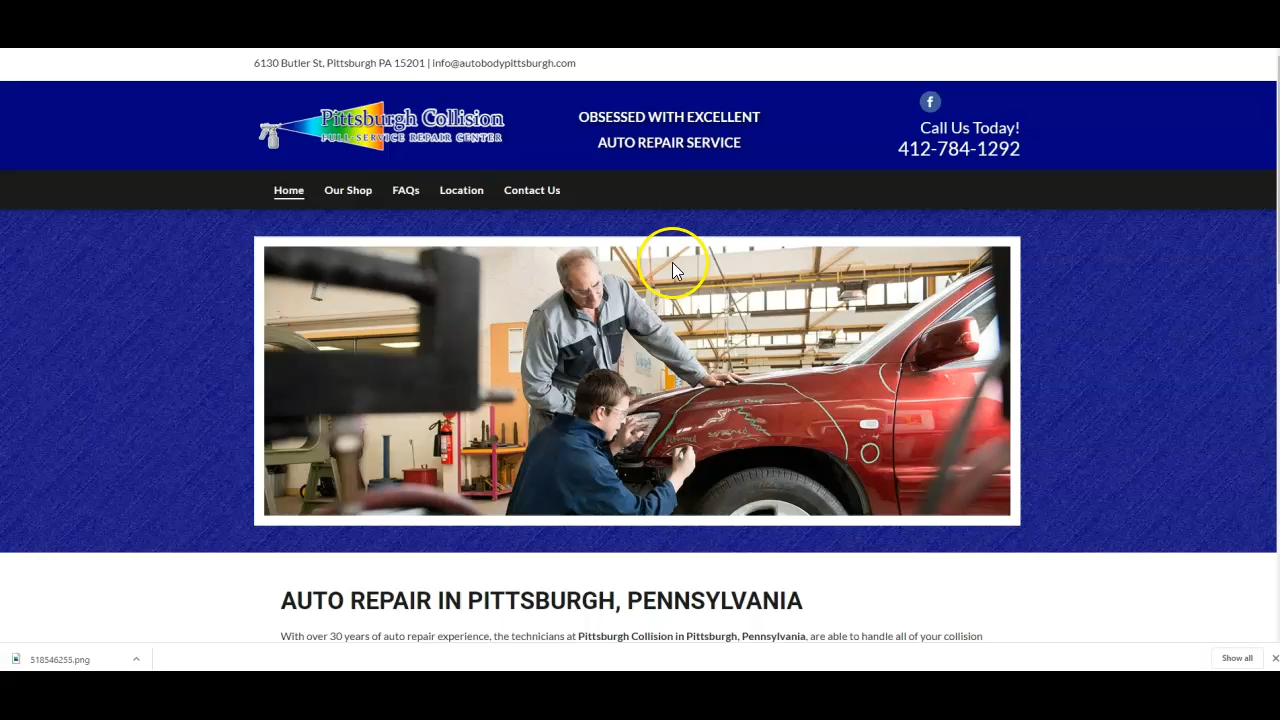 6130 Butler St, Pittsburgh PA 15201 | info@autobodypittsburgh.com
Pittsburgh Collision
FULL-SERVICE REPAIR CENTER
OBSESSED WITH EXCELLENT
AUTO REPAIR SERVICE
f
Call Us Today!
412-784-1292
Home Our Shop FAQs Location Contact Us
AUTO REPAIR IN PITTSBURGH, PENNSYLVANIA
With over 30 years of auto repair experience, the technicians at Pittsburgh Collision in Pittsburgh, Pennsylvania, are able to handle all of your collision
518546255.png
Show all